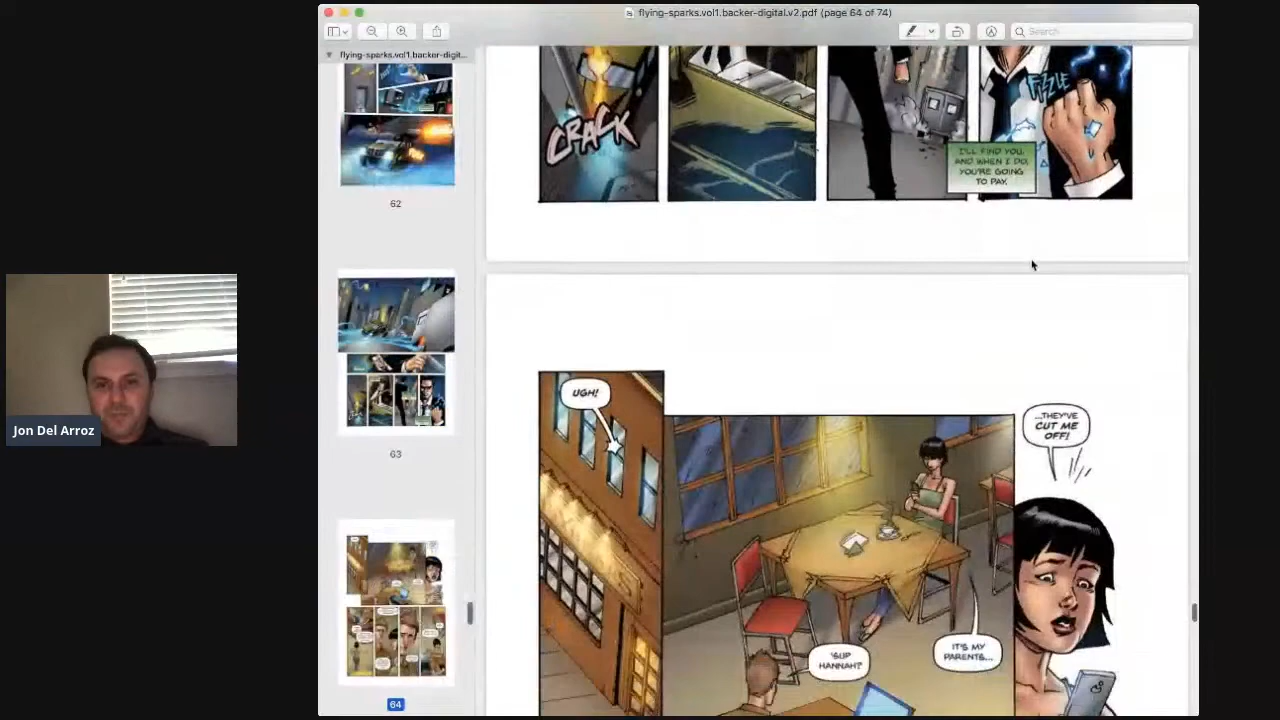 flying-sparks.vol1.backer-digital.v2.pdf (page 64 of 74)
Search
flying-sparks.vol1.backer-digit...
62
63
64
CRACK
FZZLE
I'LL FIND YOU,
AND WHEN I DO,
YOU'RE GOING
TO PAY.
UGH!
...THEY'VE
CUT ME
OFF!
'SUP
HANNAH?
IT'S MY
PARENTS...
Jon Del Arroz